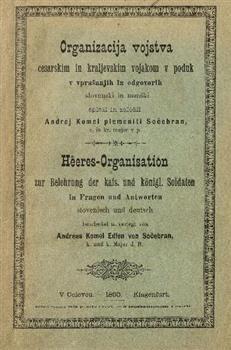 Organizacija vojstva
cesarskim in kraljevskim vojakom v poduk
v vprašanjih in odgovorih
slovenski in nemški
spisal in založil
Andrej Komel plemeniti Sočebran,
c. in kr. major v p.
Heeres-Organisation
zur Belehrung der kais. und königl. Soldaten
in Fragen und Antworten
slovenisch und deutsch
bearbeitet u. verlegt von
Andreas Komel Edlen von Sočebran,
k. und k. Major d. R.
V Celovcu. 1890. Klagenfurt.